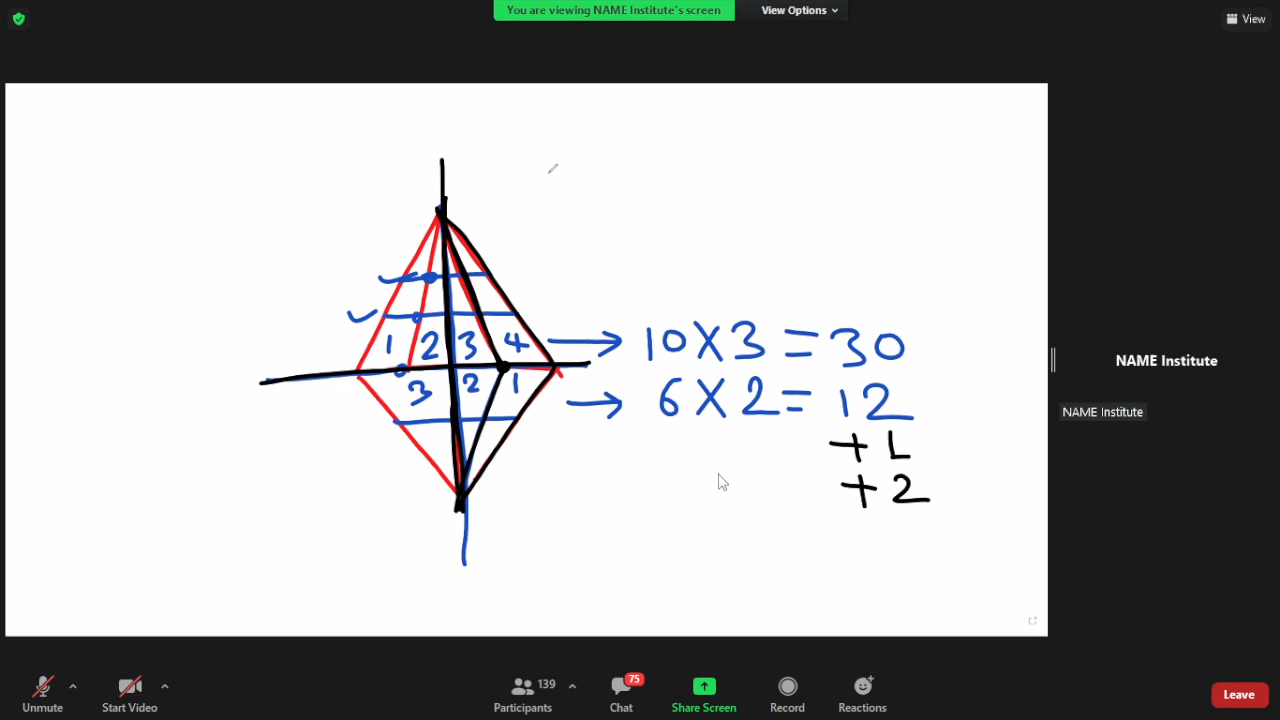 You are viewing NAME Institute's screen
View Options
View
1 2 3 4
10 X 3 = 30
3 2 1
6 X 2 = 12
+ 1
+ 2
NAME Institute
NAME Institute
Unmute
Start Video
139
Participants
75
Chat
Share Screen
Record
Reactions
Leave